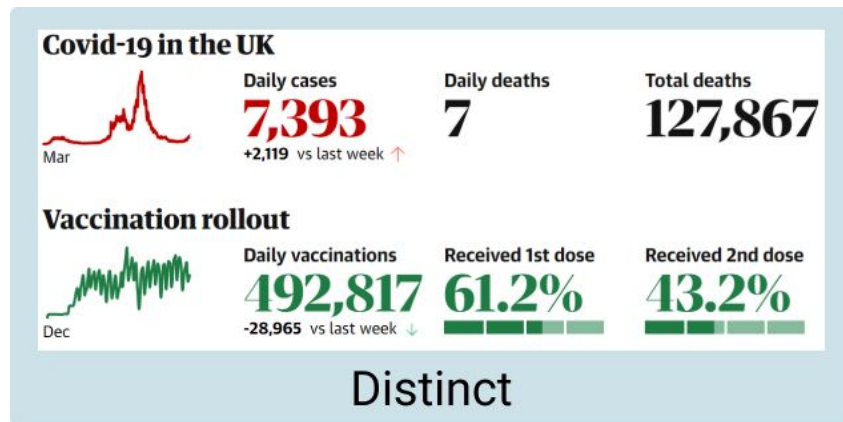 Covid-19 in the UK
Daily cases Daily deaths Total deaths
7,393 7 127,867
Mar
+2,119 vs last week ↑
Vaccination rollout
Daily vaccinations Received 1st dose Received 2nd dose
492,817 61.2% 43.2%
Dec
-28,965 vs last week ↓
Distinct